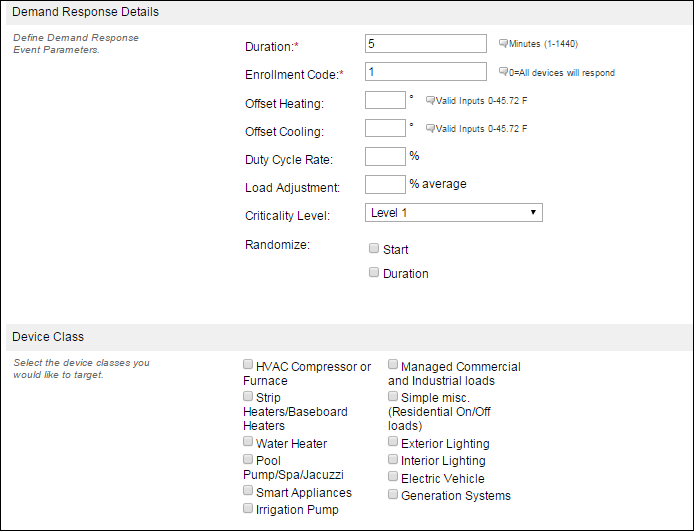 Demand Response Details
Define Demand Response
Event Parameters.
Duration:* 5 Minutes (1-1440)
Enrollment Code:* 1 0=All devices will respond
Offset Heating: ° Valid Inputs 0-45.72 F
Offset Cooling: ° Valid Inputs 0-45.72 F
Duty Cycle Rate: %
Load Adjustment: % average
Criticality Level: Level 1
Randomize:
Start
Duration
Device Class
Select the device classes you
would like to target.
HVAC Compressor or
Furnace
Strip
Heaters/Baseboard
Heaters
Water Heater
Pool
Pump/Spa/Jacuzzi
Smart Appliances
Irrigation Pump
Managed Commercial
and Industrial loads
Simple misc.
(Residential On/Off
loads)
Exterior Lighting
Interior Lighting
Electric Vehicle
Generation Systems